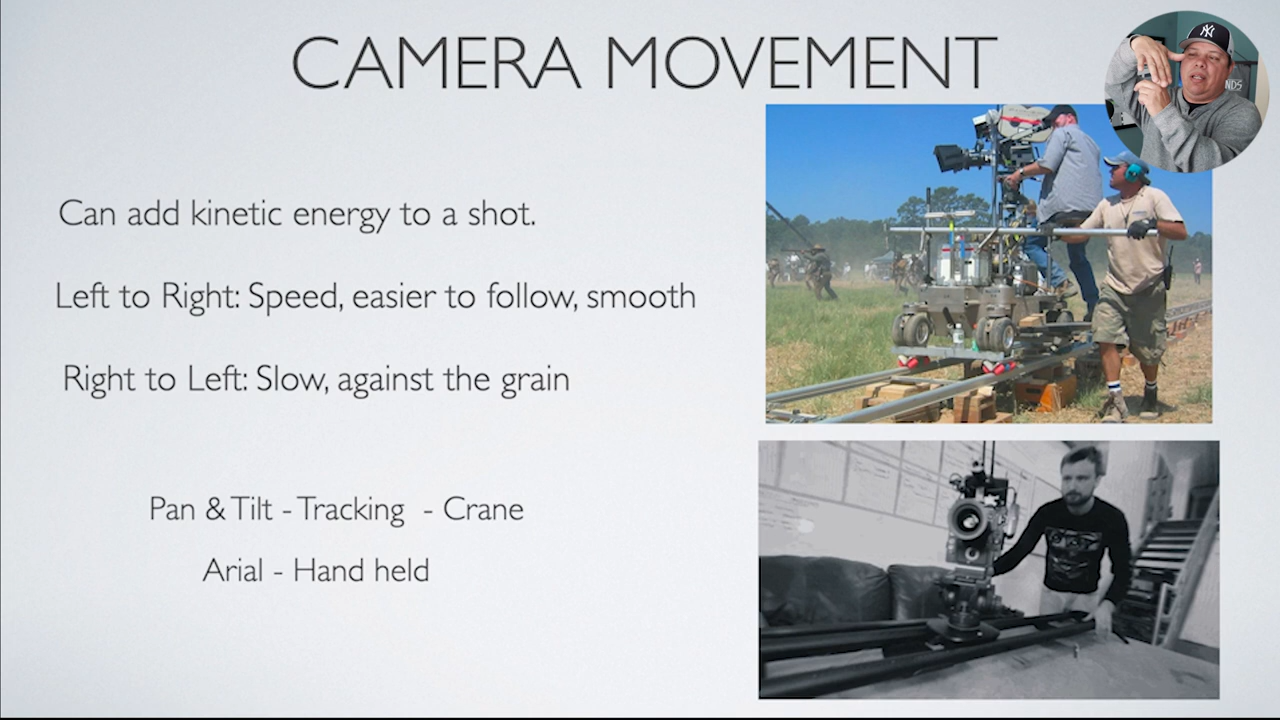 CAMERA MOVEMENT
NDS
Can add kinetic energy to a shot.
Left to Right: Speed, easier to follow, smooth
Right to Left: Slow, against the grain
Pan & Tilt - Tracking - Crane
Arial - Hand held